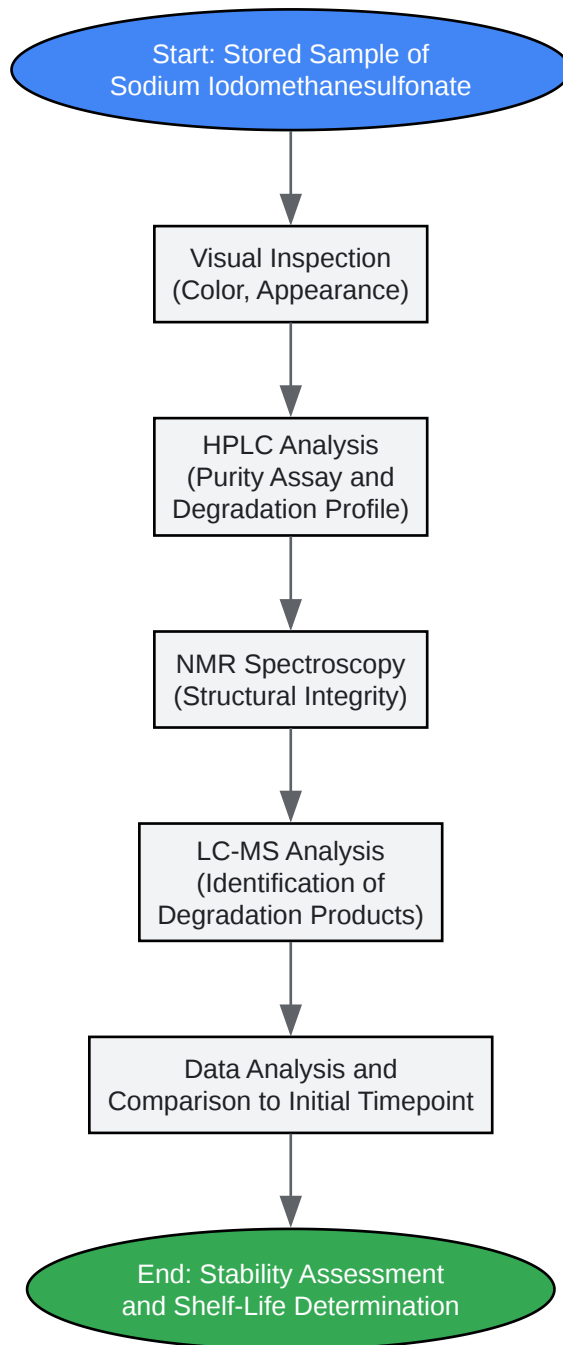 Start: Stored Sample of
Sodium Iodomethanesulfonate
Visual Inspection
(Color, Appearance)
HPLC Analysis
(Purity Assay and
Degradation Profile)
NMR Spectroscopy
(Structural Integrity)
LC-MS Analysis
(Identification of
Degradation Products)
Data Analysis and
Comparison to Initial Timepoint
End: Stability Assessment
and Shelf-Life Determination